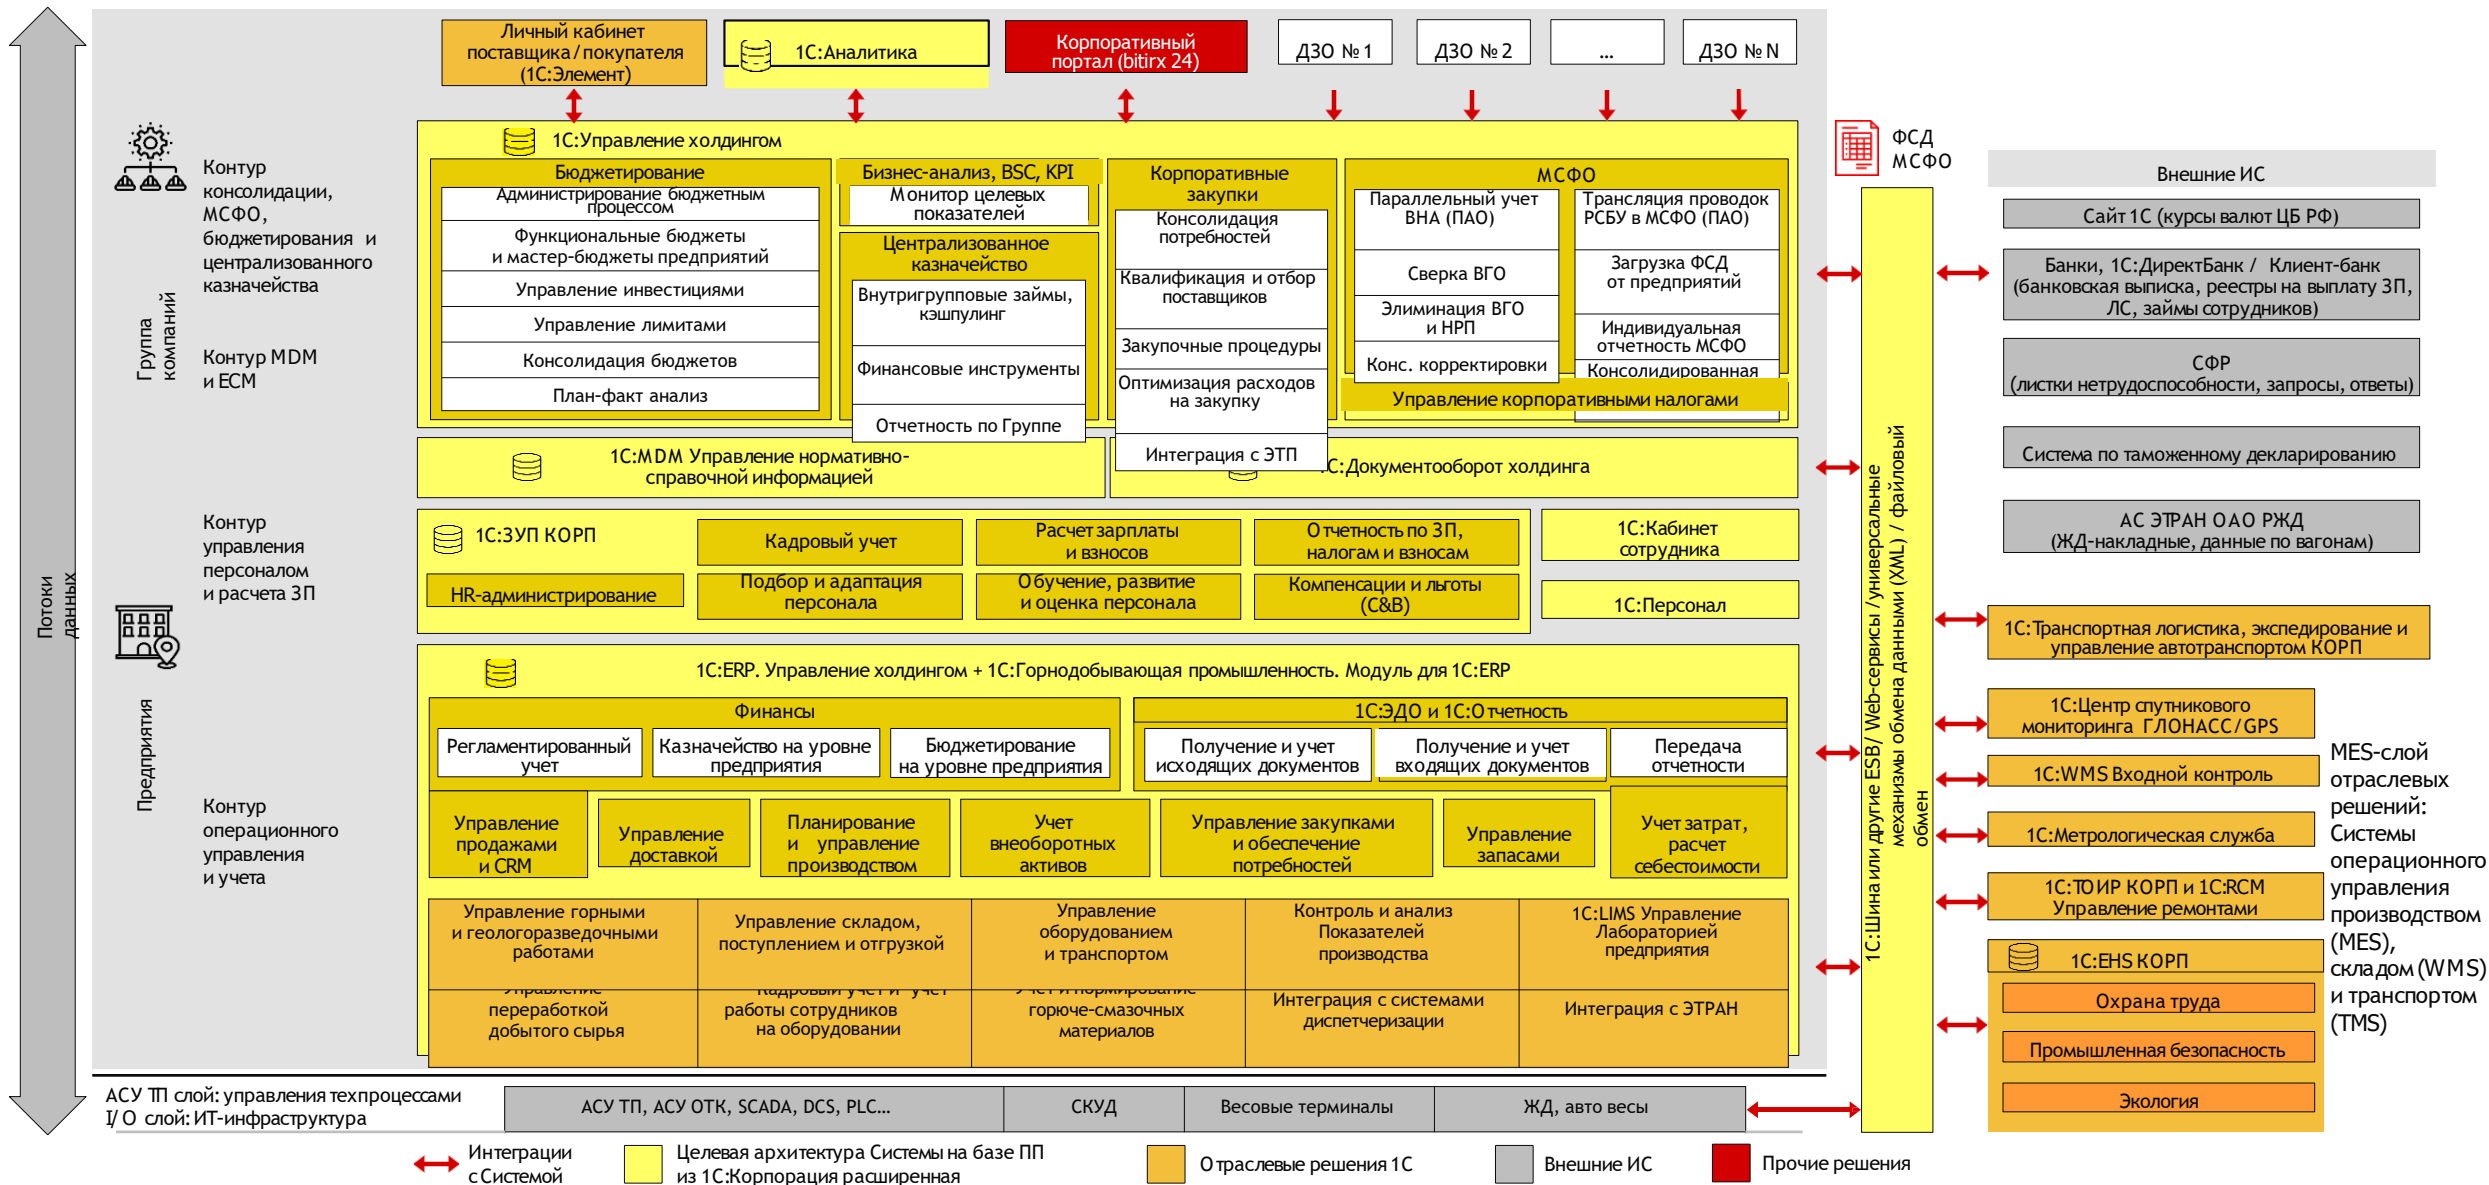 Личный кабинет
поставщика/покупателя
(1С:Элемент)
1С:Аналитика
Корпоративный
портал (bitirx 24)
ДЗО №1
ДЗО №2
...
ДЗО №N
Потоки
данных
Группа
компаний
Предприятия
Контур
консолидации,
МСФО,
бюджетирования и
централизованного
казначейства
Контур MDM
и ECM
Контур
управления
персоналом
и расчета ЗП
Контур
операционного
управления
и учета
1С:Управление холдингом
Бюджетирование
Администрирование бюджетным
процессом
Функциональные бюджеты
и мастер-бюджеты предприятий
Управление инвестициями
Управление лимитами
Консолидация бюджетов
План-факт анализ
Бизнес-анализ, BSC, KPI
Монитор целевых
показателей
Централизованное
казначейство
Внутригрупповые займы,
кэшпулинг
Финансовые инструменты
Отчетность по Группе
Корпоративные
закупки
Консолидация
потребностей
Квалификация и отбор
поставщиков
Закупочные процедуры
Оптимизация расходов
на закупку
Интеграция с ЭТП
МСФО
Параллельный учет
ВНА (ПАО)
Сверка ВГО
Элиминация ВГО
и НРП
Конс. корректировки
Трансляция проводок
РСБУ в МСФО (ПАО)
Загрузка ФСД
от предприятий
Индивидуальная
отчетность МСФО
Консолидированная
Управление корпоративными налогами
1С:MDM Управление нормативно-
справочной информацией
1С:Документооборот холдинга
1С:ЗУП КОРП
Кадровый учет
Расчет зарплаты
и взносов
Отчетность по ЗП,
налогам и взносам
HR-администрирование
Подбор и адаптация
персонала
Обучение, развитие
и оценка персонала
Компенсации и льготы
(C&B)
1С:Кабинет
сотрудника
1С:Персонал
1С:ERP. Управление холдингом + 1С:Горнодобывающая промышленность. Модуль для 1С:ERP
Финансы
Регламентированный
учет
Казначейство на уровне
предприятия
Бюджетирование
на уровне предприятия
1С:ЭДО и 1С:Отчетность
Получение и учет
исходящих документов
Получение и учет
входящих документов
Передача
отчетности
Управление
продажами
и CRM
Управление
доставкой
Планирование
и управление
производством
Учет
внеоборотных
активов
Управление закупками
и обеспечение
потребностей
Управление
запасами
Учет затрат,
расчет
себестоимости
Управление горными
и геологоразведочными
работами
Управление складом,
поступлением и отгрузкой
Управление
оборудованием
и транспортом
Контроль и анализ
Показателей
производства
1С:LIMS Управление
Лабораторией
предприятия
Управление
переработкой
добытого сырья
Кадровый учет и учет
работы сотрудников
на оборудовании
Учет и нормирование
горюче-смазочных
материалов
Интеграция с системами
диспетчеризации
Интеграция с ЭТРАН
ФСД
МСФО
1С:Шина или другие ESB/ Web-сервисы /универсальные
механизмы обмена данными (XML) / файловый
обмен
Внешние ИС
Сайт 1С (курсы валют ЦБ РФ)
Банки, 1С:ДиректБанк / Клиент-банк
(банковская выписка, реестры на выплату ЗП,
ЛС, займы сотрудников)
СФР
(листки нетрудоспособности, запросы, ответы)
Система по таможенному декларированию
АС ЭТРАН ОАО РЖД
(ЖД-накладные, данные по вагонам)
1С:Транспортная логистика, экспедирование и
управление автотранспортом КОРП
1С:Центр спутникового
мониторинга ГЛОНАСС/GPS
1С:WMS Входной контроль
1С:Метрологическая служба
1С:ТОИР КОРП и 1С:RCM
Управление ремонтами
1С:EHS КОРП
Охрана труда
Промышленная безопасность
Экология
MES-слой
отраслевых
решений:
Системы
операционного
управления
производством
(MES),
складом (WMS)
и транспортом
(TMS)
АСУ ТП слой: управления техпроцессами
I/O слой: ИТ-инфраструктура
АСУ ТП, АСУ ОТК, SCADA, DCS, PLC...
СКУД
Весовые терминалы
ЖД, авто весы
Интеграции
с Системой
Целевая архитектура Системы на базе ПП
из 1С:Корпорация расширенная
Отраслевые решения 1С
Внешние ИС
Прочие решения